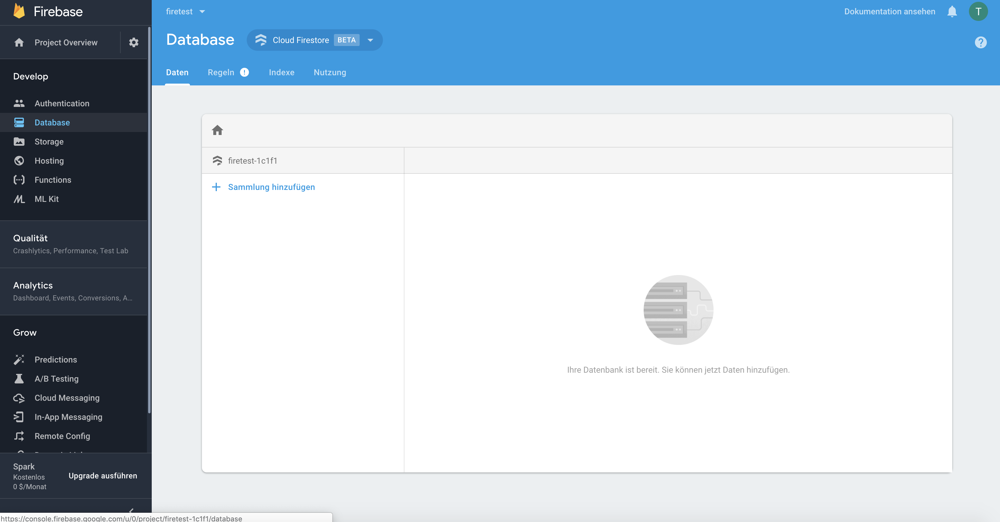 Firebase
Project Overview
Develop
Authentication
Database
Storage
Hosting
Functions
ML Kit
Qualität
Crashlytics, Performance, Test Lab
Analytics
Dashboard, Events, Conversions, A...
Grow
Predictions
A/B Testing
Cloud Messaging
In-App Messaging
Remote Config
Spark
Kostenlos
0 $/Monat
Upgrade ausführen
https://console.firebase.google.com/u/0/project/firetest-1c1f1/database
firetest
Dokumentation ansehen
T
Database
Cloud Firestore BETA
Daten
Regeln
Indexe
Nutzung
firetest-1c1f1
Sammlung hinzufügen
Ihre Datenbank ist bereit. Sie können jetzt Daten hinzufügen.